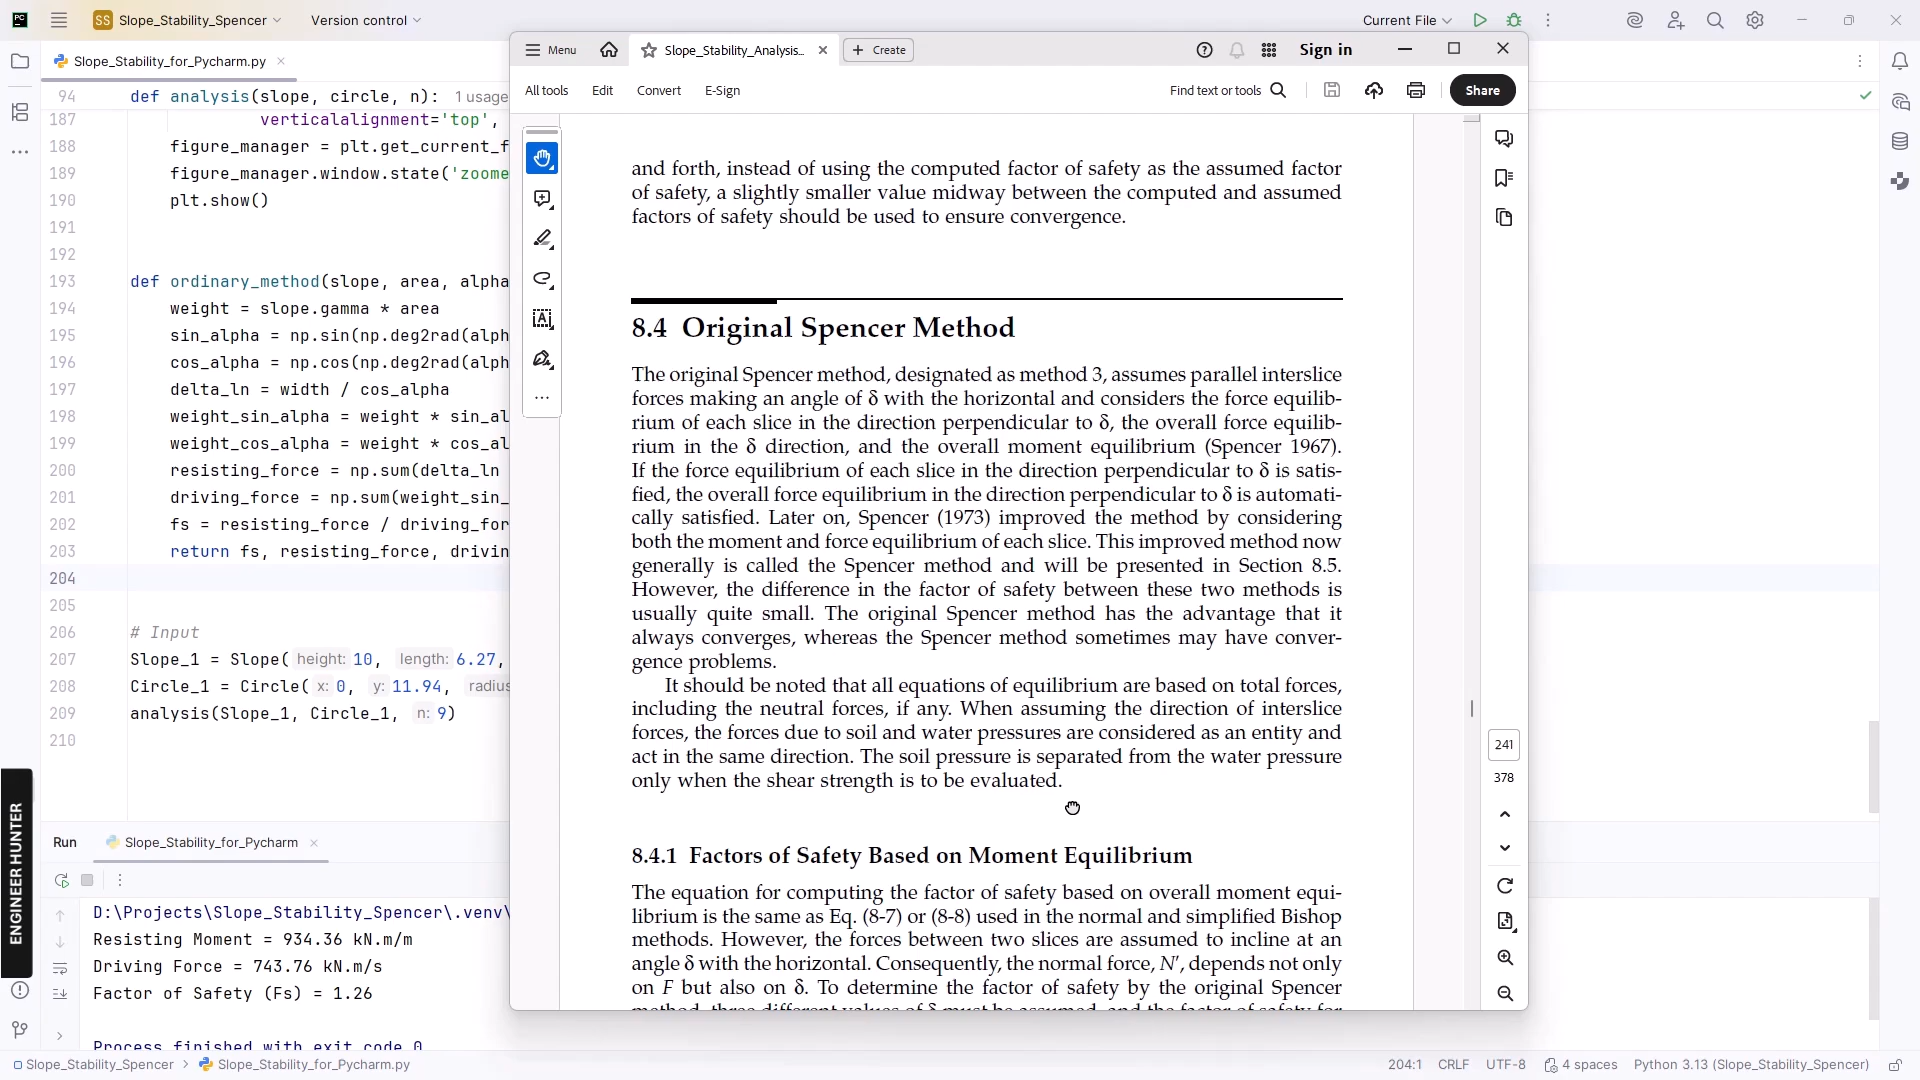 PC
SS Slope_Stability_Spencer
Version control
Current File
Slope_Stability_for_Pycharm.py
94 def analysis(slope, circle, n): 1 usage
187 verticalalignment='top',
188 figure_manager = plt.get_current_f
189 figure_manager.window.state('zoome
190 plt.show()
191
192
193 def ordinary_method(slope, area, alpha
194 weight = slope.gamma * area
195 sin_alpha = np.sin(np.deg2rad(alph
196 cos_alpha = np.cos(np.deg2rad(alph
197 delta_ln = width / cos_alpha
198 weight_sin_alpha = weight * sin_al
199 weight_cos_alpha = weight * cos_al
200 resisting_force = np.sum(delta_ln
201 driving_force = np.sum(weight_sin_
202 fs = resisting_force / driving_for
203 return fs, resisting_force, drivin
204
205
206 # Input
207 Slope_1 = Slope( height: 10, length: 6.27,
208 Circle_1 = Circle( x: 0, y: 11.94, radius
209 analysis(Slope_1, Circle_1, n: 9)
210
Menu
Slope_Stability_Analysis...
Create
Sign in
All tools
Edit
Convert
E-Sign
Find text or tools
Share
and forth, instead of using the computed factor of safety as the assumed factor
of safety, a slightly smaller value midway between the computed and assumed
factors of safety should be used to ensure convergence.
8.4 Original Spencer Method
The original Spencer method, designated as method 3, assumes parallel interslice
forces making an angle of δ with the horizontal and considers the force equilib-
rium of each slice in the direction perpendicular to δ, the overall force equilib-
rium in the δ direction, and the overall moment equilibrium (Spencer 1967).
If the force equilibrium of each slice in the direction perpendicular to δ is satis-
fied, the overall force equilibrium in the direction perpendicular to δ is automati-
cally satisfied. Later on, Spencer (1973) improved the method by considering
both the moment and force equilibrium of each slice. This improved method now
generally is called the Spencer method and will be presented in Section 8.5.
However, the difference in the factor of safety between these two methods is
usually quite small. The original Spencer method has the advantage that it
always converges, whereas the Spencer method sometimes may have conver-
gence problems.
It should be noted that all equations of equilibrium are based on total forces,
including the neutral forces, if any. When assuming the direction of interslice
forces, the forces due to soil and water pressures are considered as an entity and
act in the same direction. The soil pressure is separated from the water pressure
only when the shear strength is to be evaluated.
8.4.1 Factors of Safety Based on Moment Equilibrium
The equation for computing the factor of safety based on overall moment equi-
librium is the same as Eq. (8-7) or (8-8) used in the normal and simplified Bishop
methods. However, the forces between two slices are assumed to incline at an
angle δ with the horizontal. Consequently, the normal force, N′, depends not only
on F but also on δ. To determine the factor of safety by the original Spencer
method, three different values of δ must be assumed, and the factor of safety for
241
378
ENGINEER HUNTER
Run
Slope_Stability_for_Pycharm
D:\Projects\Slope_Stability_Spencer\.venv\
Resisting Moment = 934.36 kN.m/m
Driving Force = 743.76 kN.m/s
Factor of Safety (Fs) = 1.26
Process finished with exit code 0
Slope_Stability_Spencer
Slope_Stability_for_Pycharm.py
204:1
CRLF
UTF-8
4 spaces
Python 3.13 (Slope_Stability_Spencer)